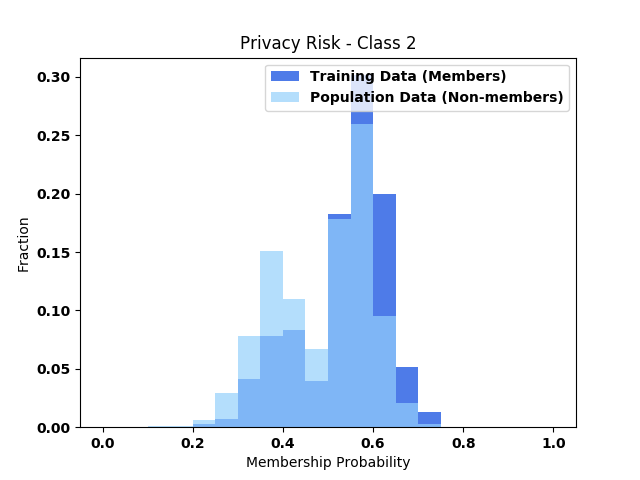 Privacy Risk - Class 2
Training Data (Members)
Population Data (Non-members)
0.30
0.25
0.20
0.15
0.10
0.05
0.00
Fraction
0.0 0.2 0.4 0.6 0.8 1.0
Membership Probability